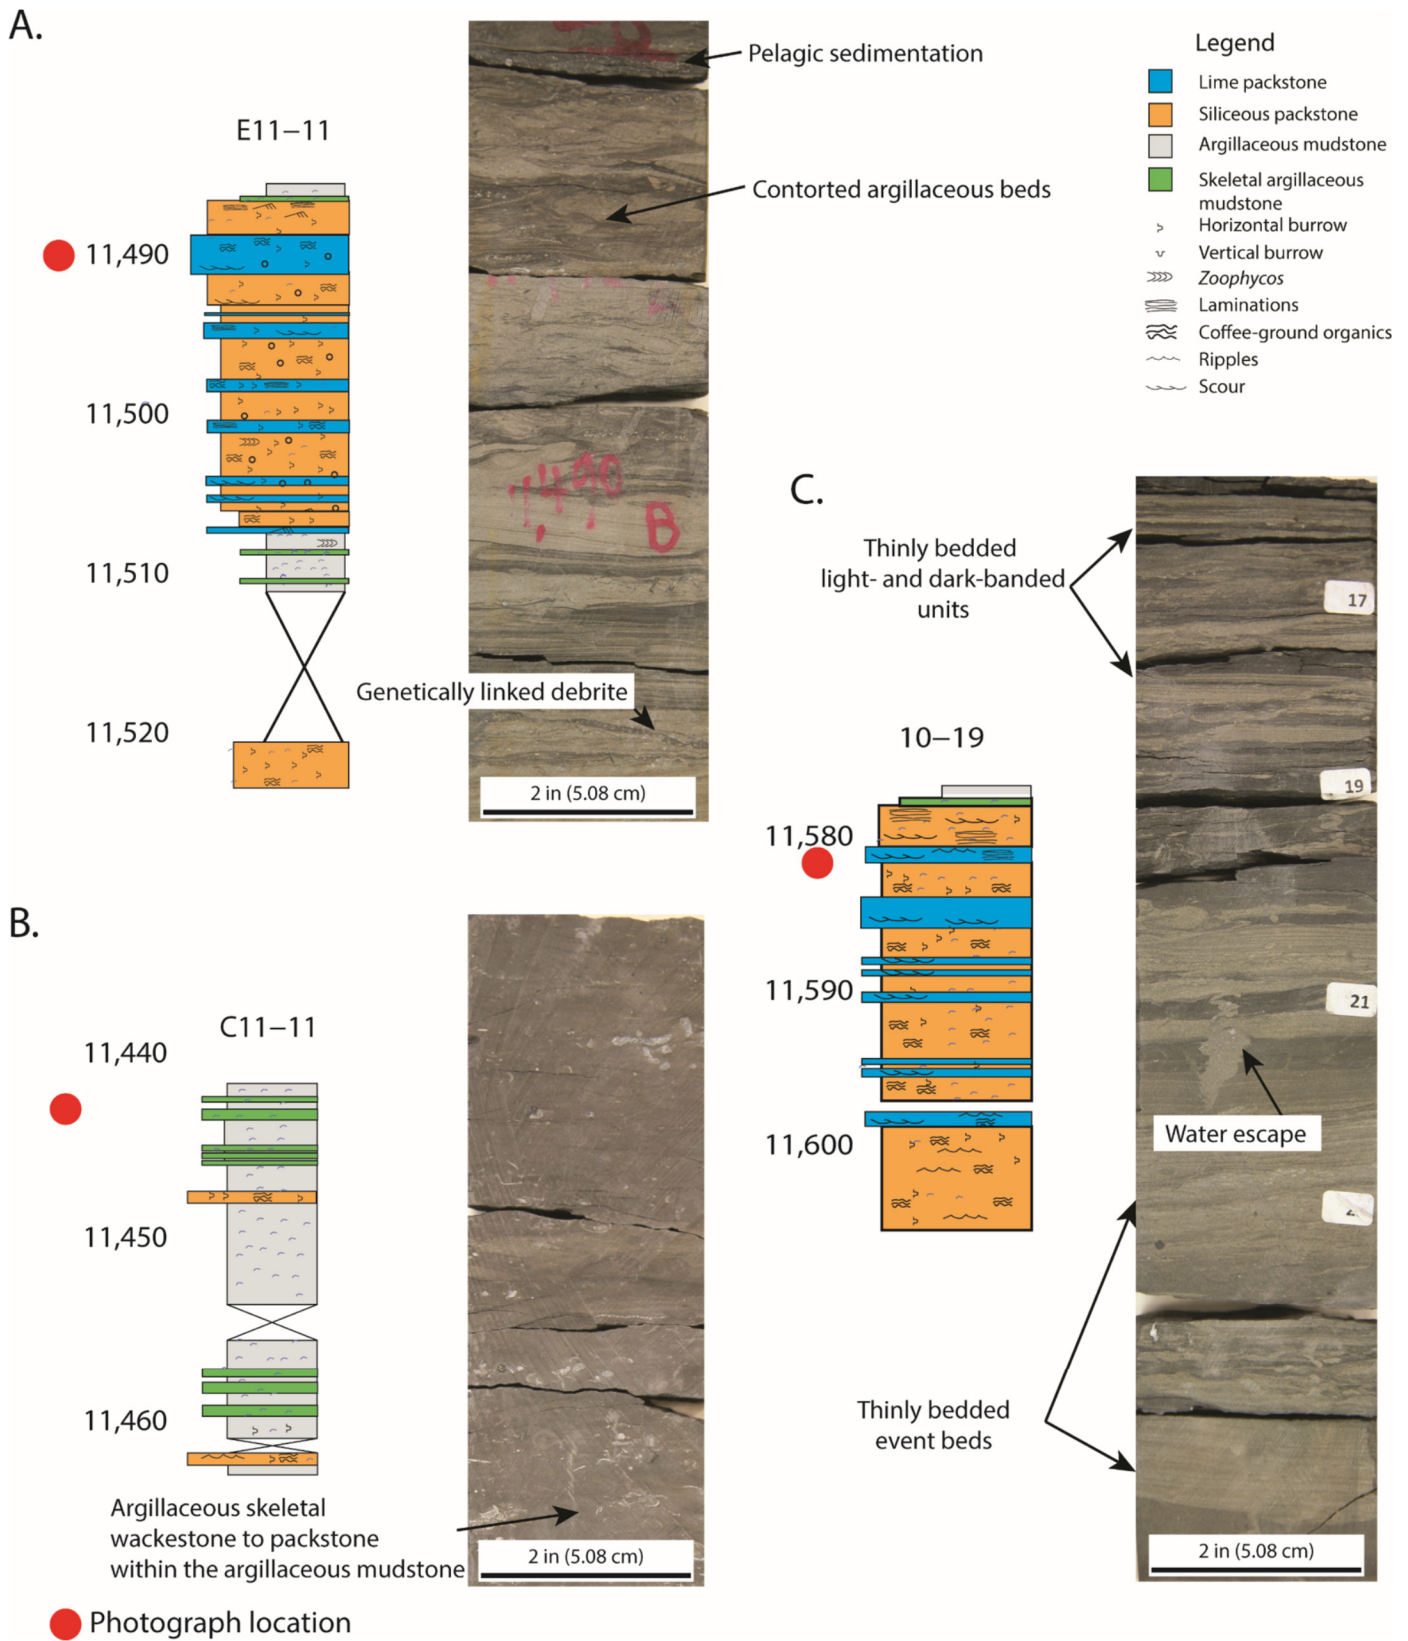 A.
E11–11
11,490
11,500
11,510
11,520
Pelagic sedimentation
Contorted argillaceous beds
11,490
B
Genetically linked debrite
2 in (5.08 cm)
Legend
Lime packstone
Siliceous packstone
Argillaceous mudstone
Skeletal argillaceous
mudstone
Horizontal burrow
Vertical burrow
Zoophycos
Laminations
Coffee-ground organics
Ripples
Scour
B.
C11–11
11,440
11,450
11,460
Argillaceous skeletal
wackestone to packstone
within the argillaceous mudstone
2 in (5.08 cm)
Photograph location
C.
Thinly bedded
light- and dark-banded
units
10–19
11,580
11,590
11,600
17
19
21
Water escape
Thinly bedded
event beds
2 in (5.08 cm)